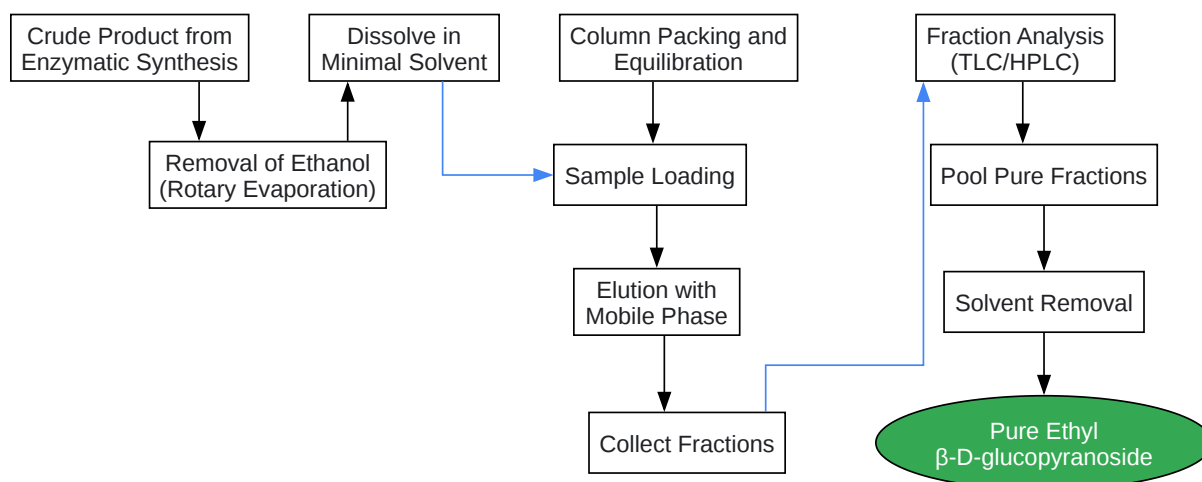 Crude Product from
Enzymatic Synthesis
Removal of Ethanol
(Rotary Evaporation)
Dissolve in
Minimal Solvent
Column Packing and
Equilibration
Sample Loading
Elution with
Mobile Phase
Collect Fractions
Fraction Analysis
(TLC/HPLC)
Pool Pure Fractions
Solvent Removal
Pure Ethyl
β-D-glucopyranoside